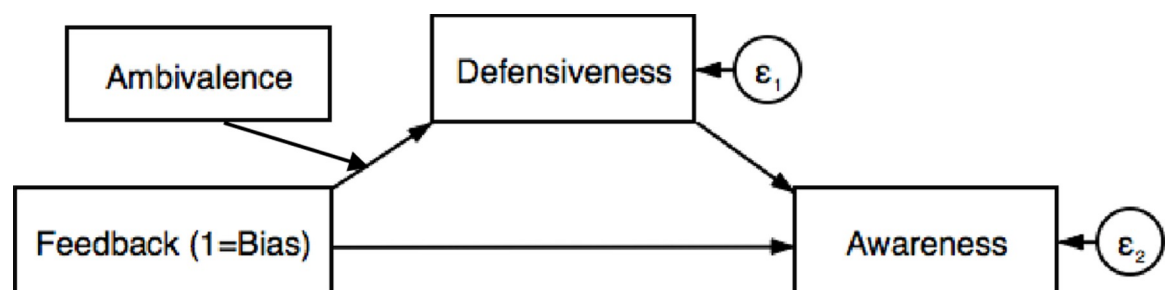 Ambivalence
Defensiveness
ε1
Feedback (1=Bias)
Awareness
ε2